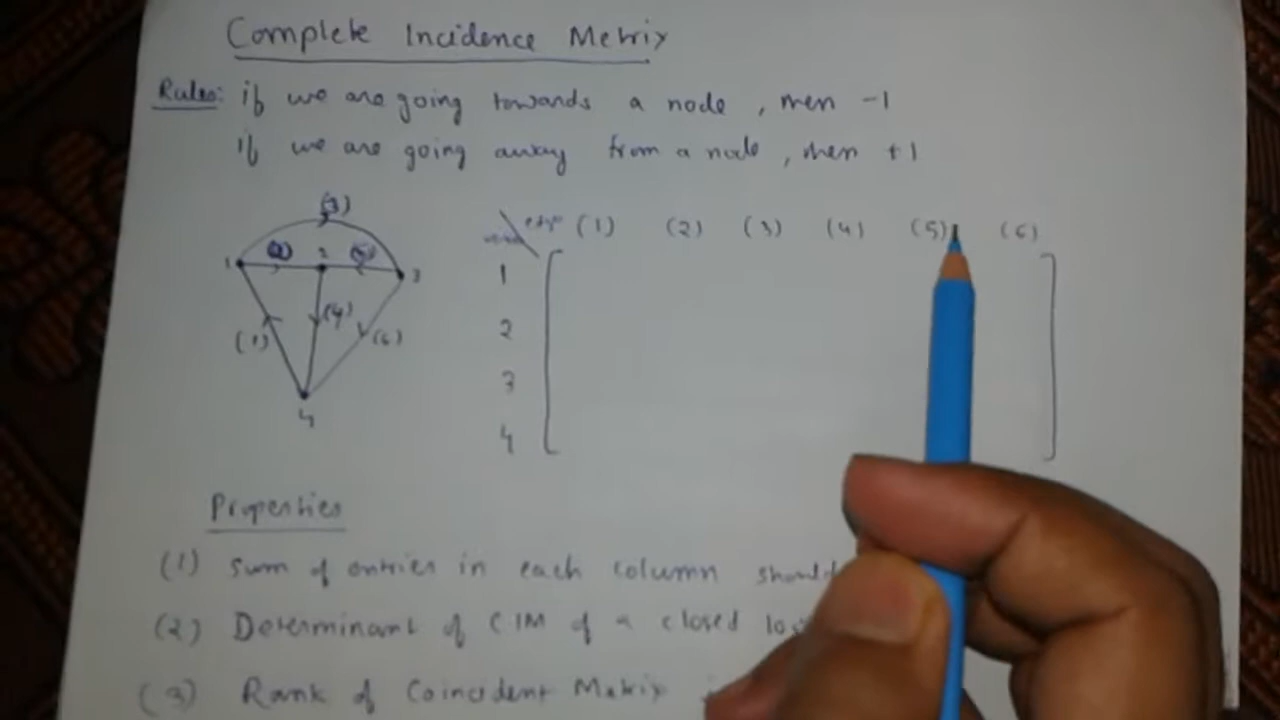 Complete Incidence Metrix
Rules: if we are going towards a node, then -1
If we are going away from a node, then +1
(3)
edge (1) (2) (3) (4) (5) (6)
1 (2) 2 (5) 3
1
(4)
(1) (6)
2
3
4
4
Properties
(1) Sum of entries in each column should
(2) Determinant of CIM of a closed
(3) Rank of Coincident Matrix